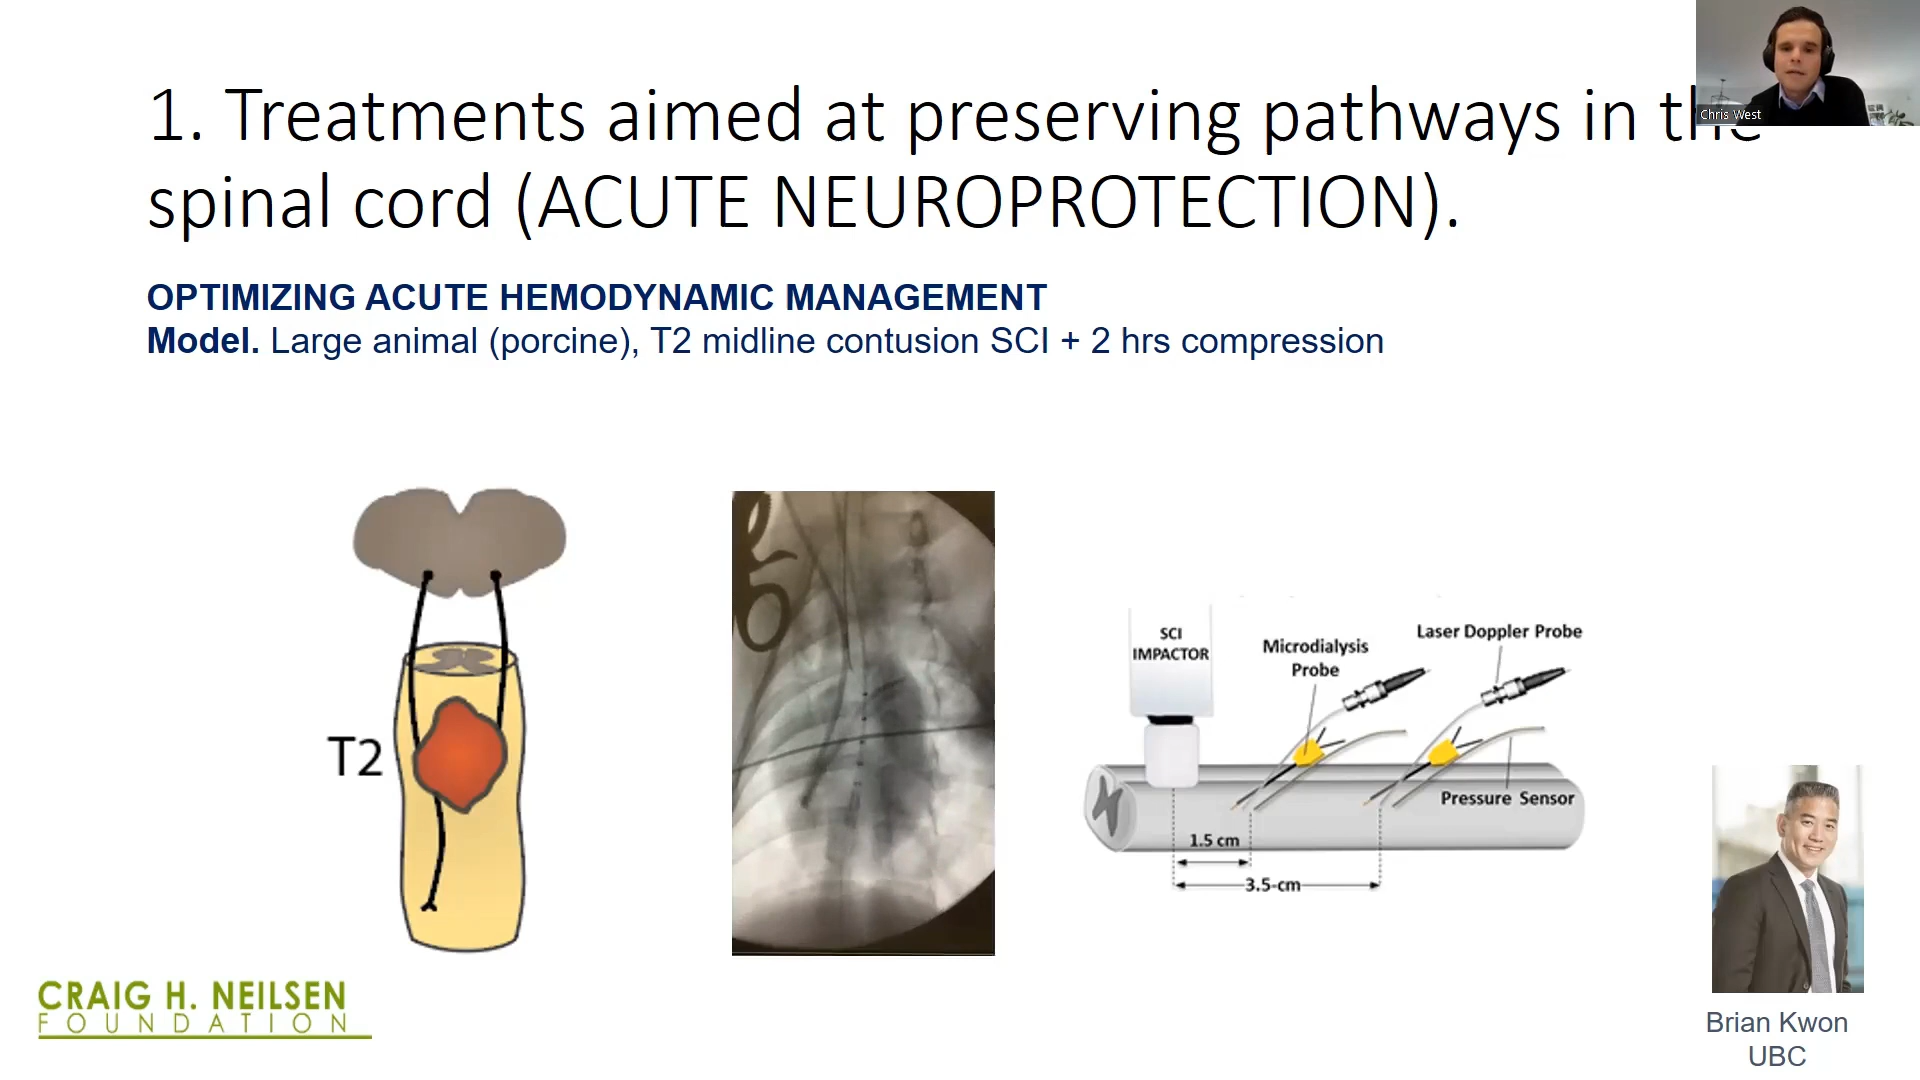 1. Treatments aimed at preserving pathways in the
spinal cord (ACUTE NEUROPROTECTION).
Chris West
OPTIMIZING ACUTE HEMODYNAMIC MANAGEMENT
Model. Large animal (porcine), T2 midline contusion SCI + 2 hrs compression
T2
SCI
IMPACTOR
Microdialysis
Probe
Laser Doppler Probe
Pressure Sensor
1.5 cm
3.5-cm
CRAIG H. NEILSEN
FOUNDATION
Brian Kwon
UBC